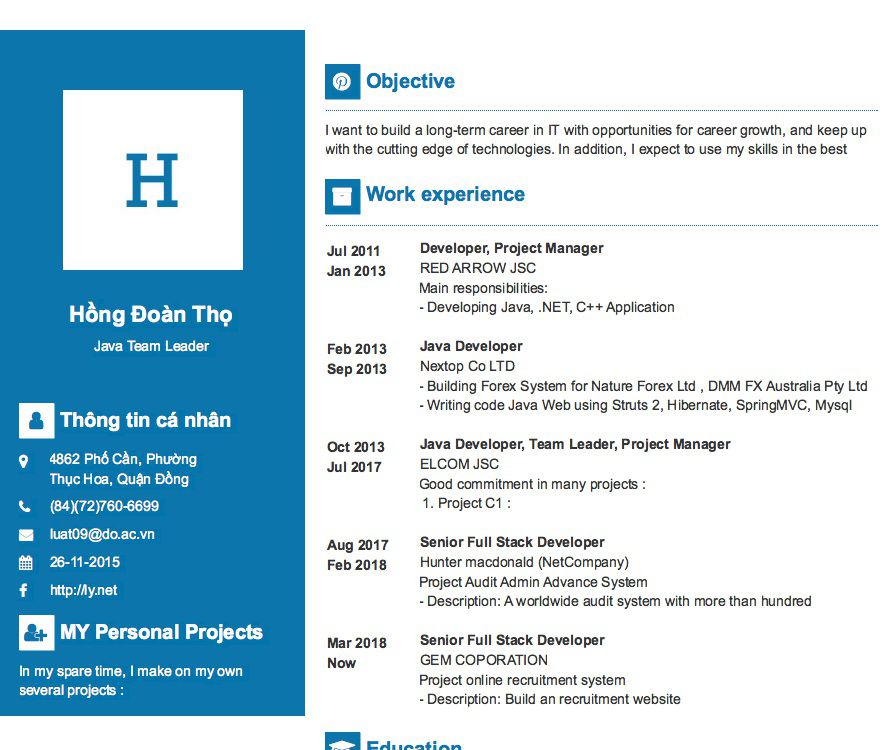 H
Hồng Đoàn Thọ
Java Team Leader
Thông tin cá nhân
4862 Phố Cần, Phường
Thục Hoa, Quận Đồng
(84)(72)760-6699
luat09@do.ac.vn
26-11-2015
http://ly.net
MY Personal Projects
In my spare time, I make on my own
several projects :
Objective
I want to build a long-term career in IT with opportunities for career growth, and keep up
with the cutting edge of technologies. In addition, I expect to use my skills in the best
Work experience
Jul 2011
Jan 2013
Developer, Project Manager
RED ARROW JSC
Main responsibilities:
- Developing Java, .NET, C++ Application
Feb 2013
Sep 2013
Java Developer
Nextop Co LTD
- Building Forex System for Nature Forex Ltd , DMM FX Australia Pty Ltd
- Writing code Java Web using Struts 2, Hibernate, SpringMVC, Mysql
Oct 2013
Jul 2017
Java Developer, Team Leader, Project Manager
ELCOM JSC
Good commitment in many projects :
1. Project C1 :
Aug 2017
Feb 2018
Senior Full Stack Developer
Hunter macdonald (NetCompany)
Project Audit Admin Advance System
- Description: A worldwide audit system with more than hundred
Mar 2018
Now
Senior Full Stack Developer
GEM COPORATION
Project online recruitment system
- Description: Build an recruitment website
Education